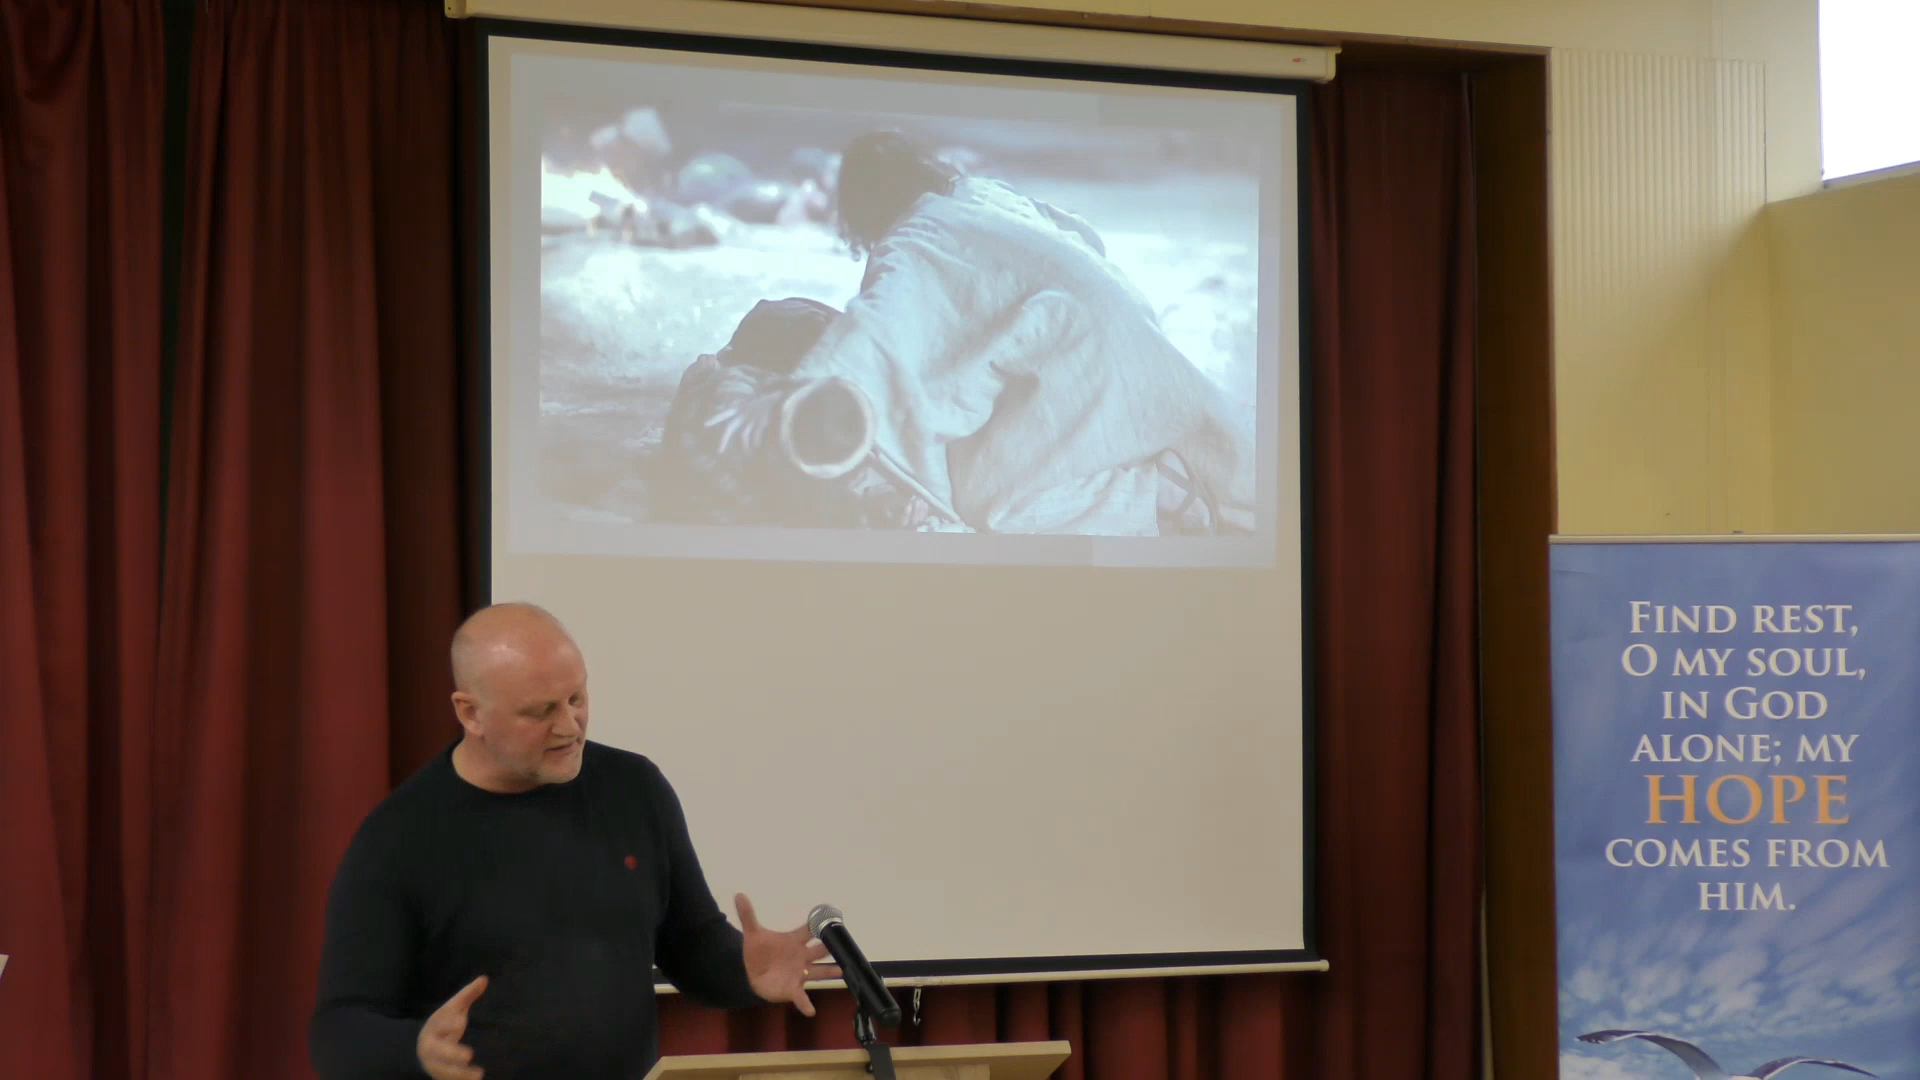 FIND REST,
O MY SOUL,
IN GOD
ALONE; MY
HOPE
COMES FROM
HIM.